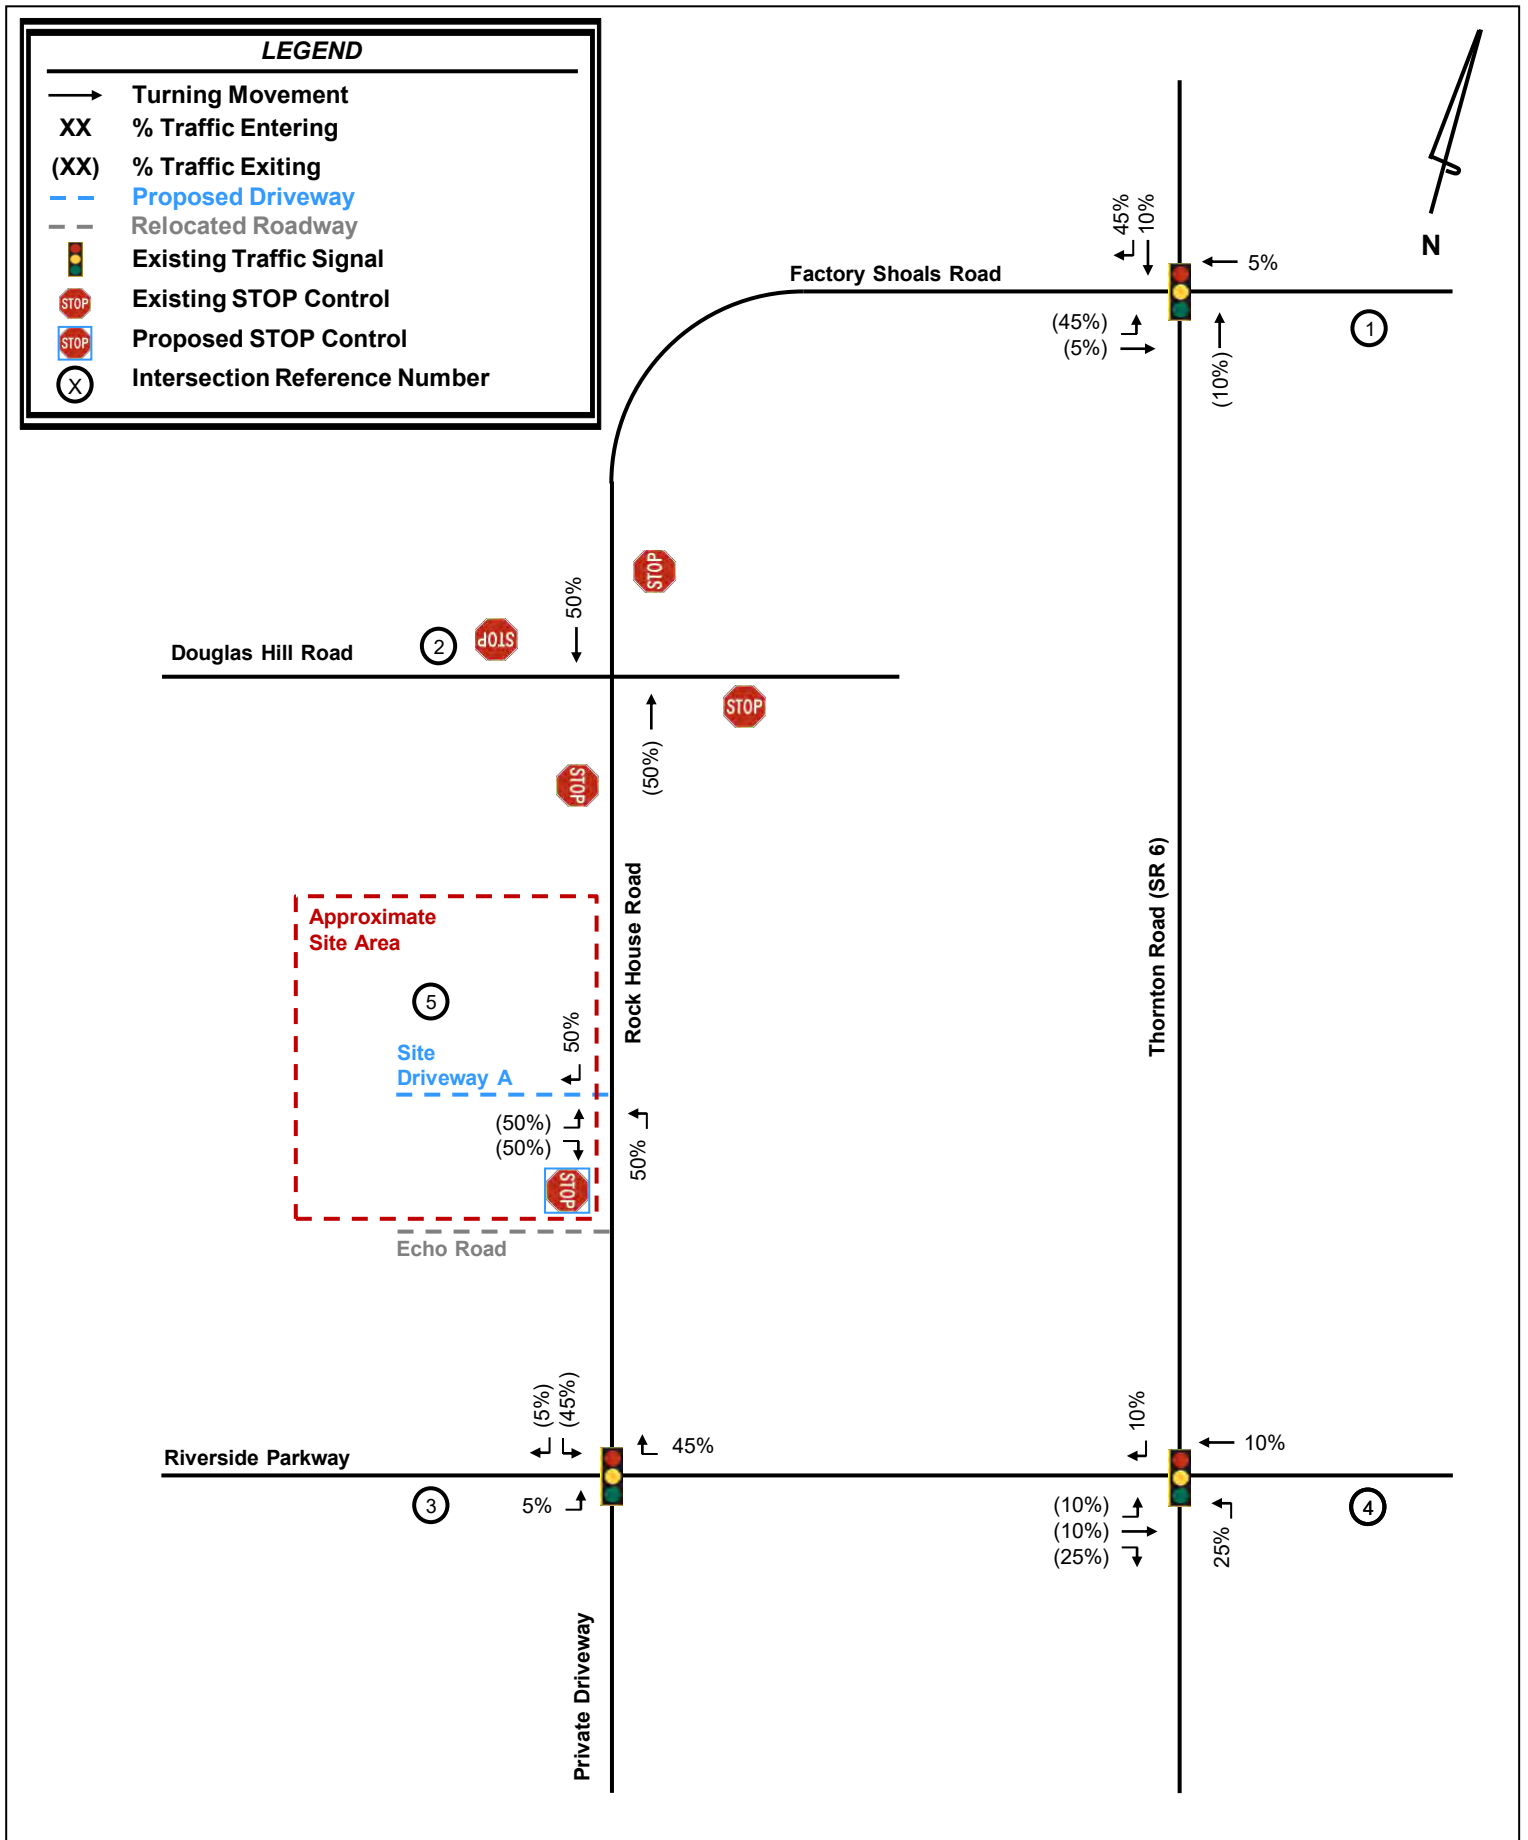 LEGEND
Turning Movement
XX % Traffic Entering
(XX) % Traffic Exiting
Proposed Driveway
Relocated Roadway
Existing Traffic Signal
STOP Existing STOP Control
STOP Proposed STOP Control
X Intersection Reference Number
N
45%
10%
5%
Factory Shoals Road
(45%)
(5%)
(10%)
1
STOP
50%
Douglas Hill Road
2
STOP
STOP
(50%)
STOP
Rock House Road
Thornton Road (SR 6)
Approximate
Site Area
5
50%
Site
Driveway A
(50%)
(50%)
50%
STOP
Echo Road
(5%)
(45%)
45%
Riverside Parkway
3
5%
10%
10%
(10%)
(10%)
(25%)
25%
4
Private Driveway